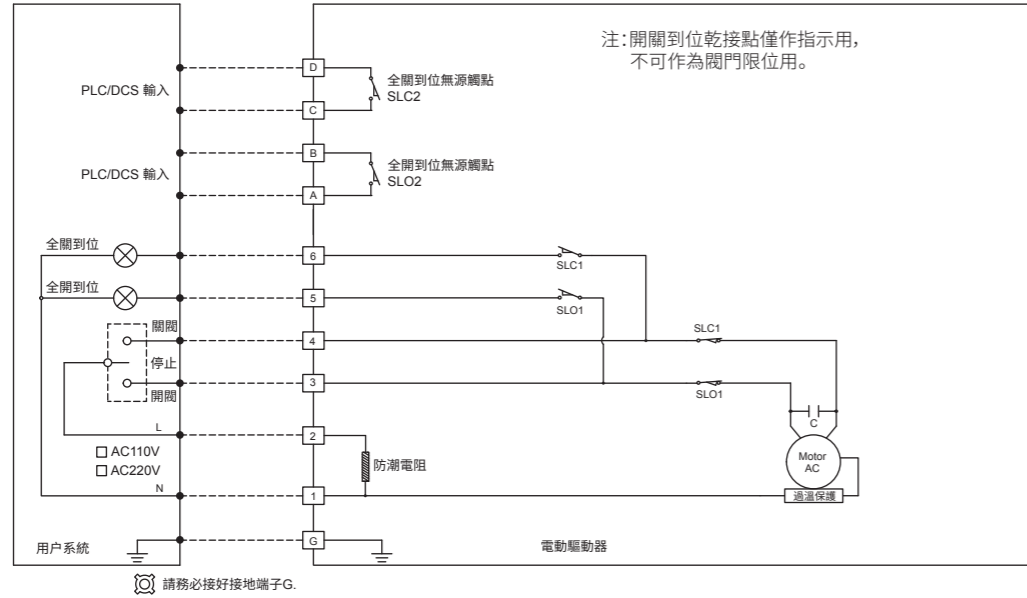 注:開關到位乾接點僅作指示用,
不可作為閥門限位用。
PLC/DCS 輸入
D
C
全關到位無源觸點
SLC2
PLC/DCS 輸入
B
A
全開到位無源觸點
SLO2
全關到位
6
SLC1
全開到位
5
SLO1
關閥
4
SLC1
停止
開閥
3
SLO1
C
L
2
AC110V
AC220V
防潮電阻
Motor
AC
N
1
過溫保護
G
用户系統
電動驅動器
請務必接好接地端子G.